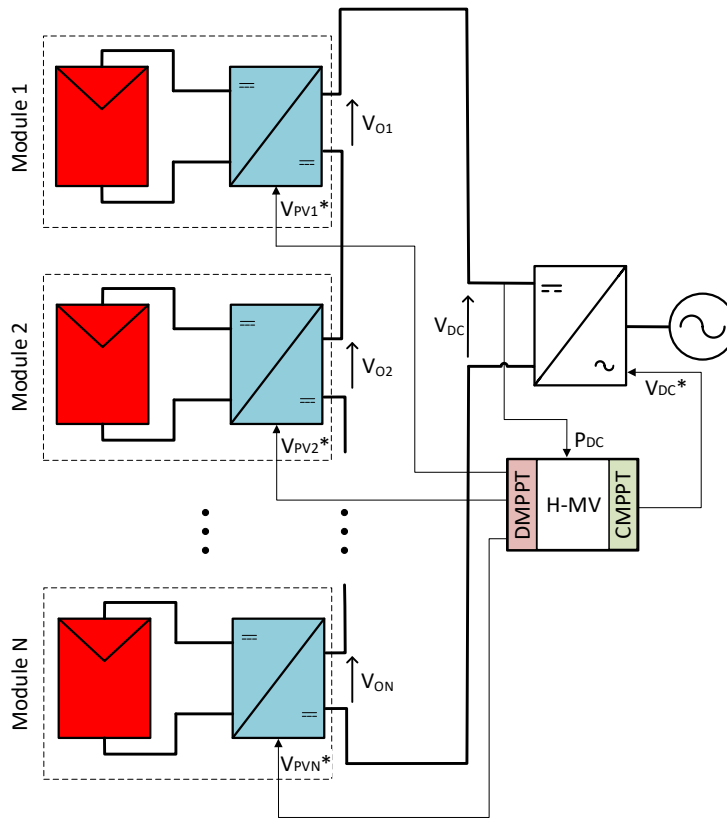 Module 1
VO1
VPV1*
Module 2
VO2
VPV2*
VDC
VDC*
PDC
DMPPT
H-MV
CMPPT
Module N
VON
VPVN*